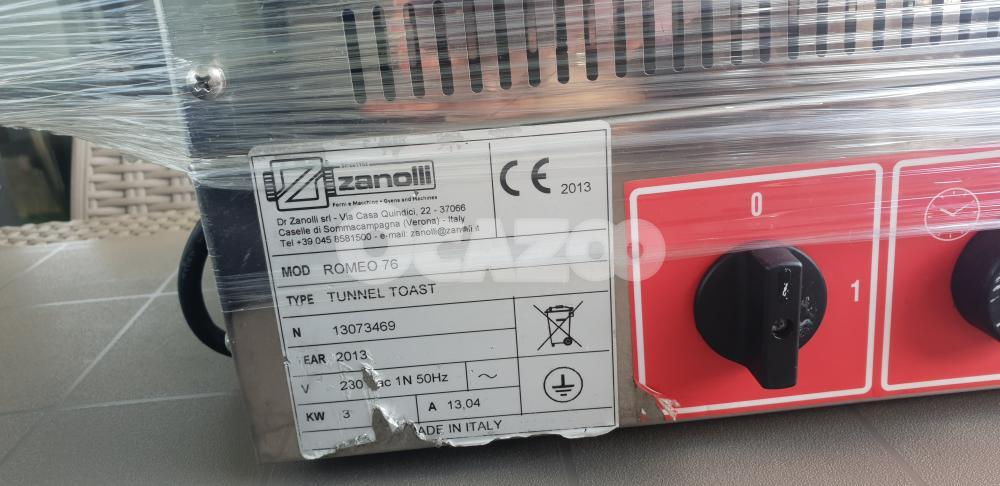 zanolli
Forni e Macchine - Ovens and Machines
Dr Zanolli srl - Via Casa Quindici, 22 - 37066
Caselle di Sommacampagna (Verona) - Italy
Tel +39 045 8581500 - e-mail: zanolli@zanolli.it
CE 2013
MOD ROMEO 76
TYPE TUNNEL TOAST
N 13073469
EAR 2013
V 230 ac 1N 50Hz ~
KW 3 A 13,04
ADE IN ITALY
0
1
OCAZOO